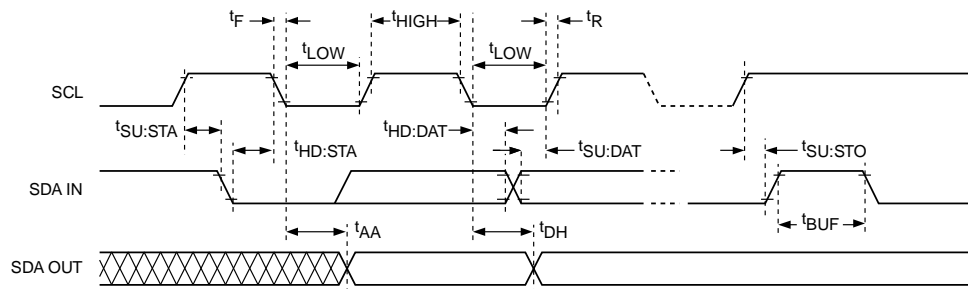 tF
tHIGH
tR
tLOW
tLOW
SCL
tSU:STA
tHD:STA
tHD:DAT
tSU:DAT
tSU:STO
SDA IN
tBUF
tAA
tDH
SDA OUT